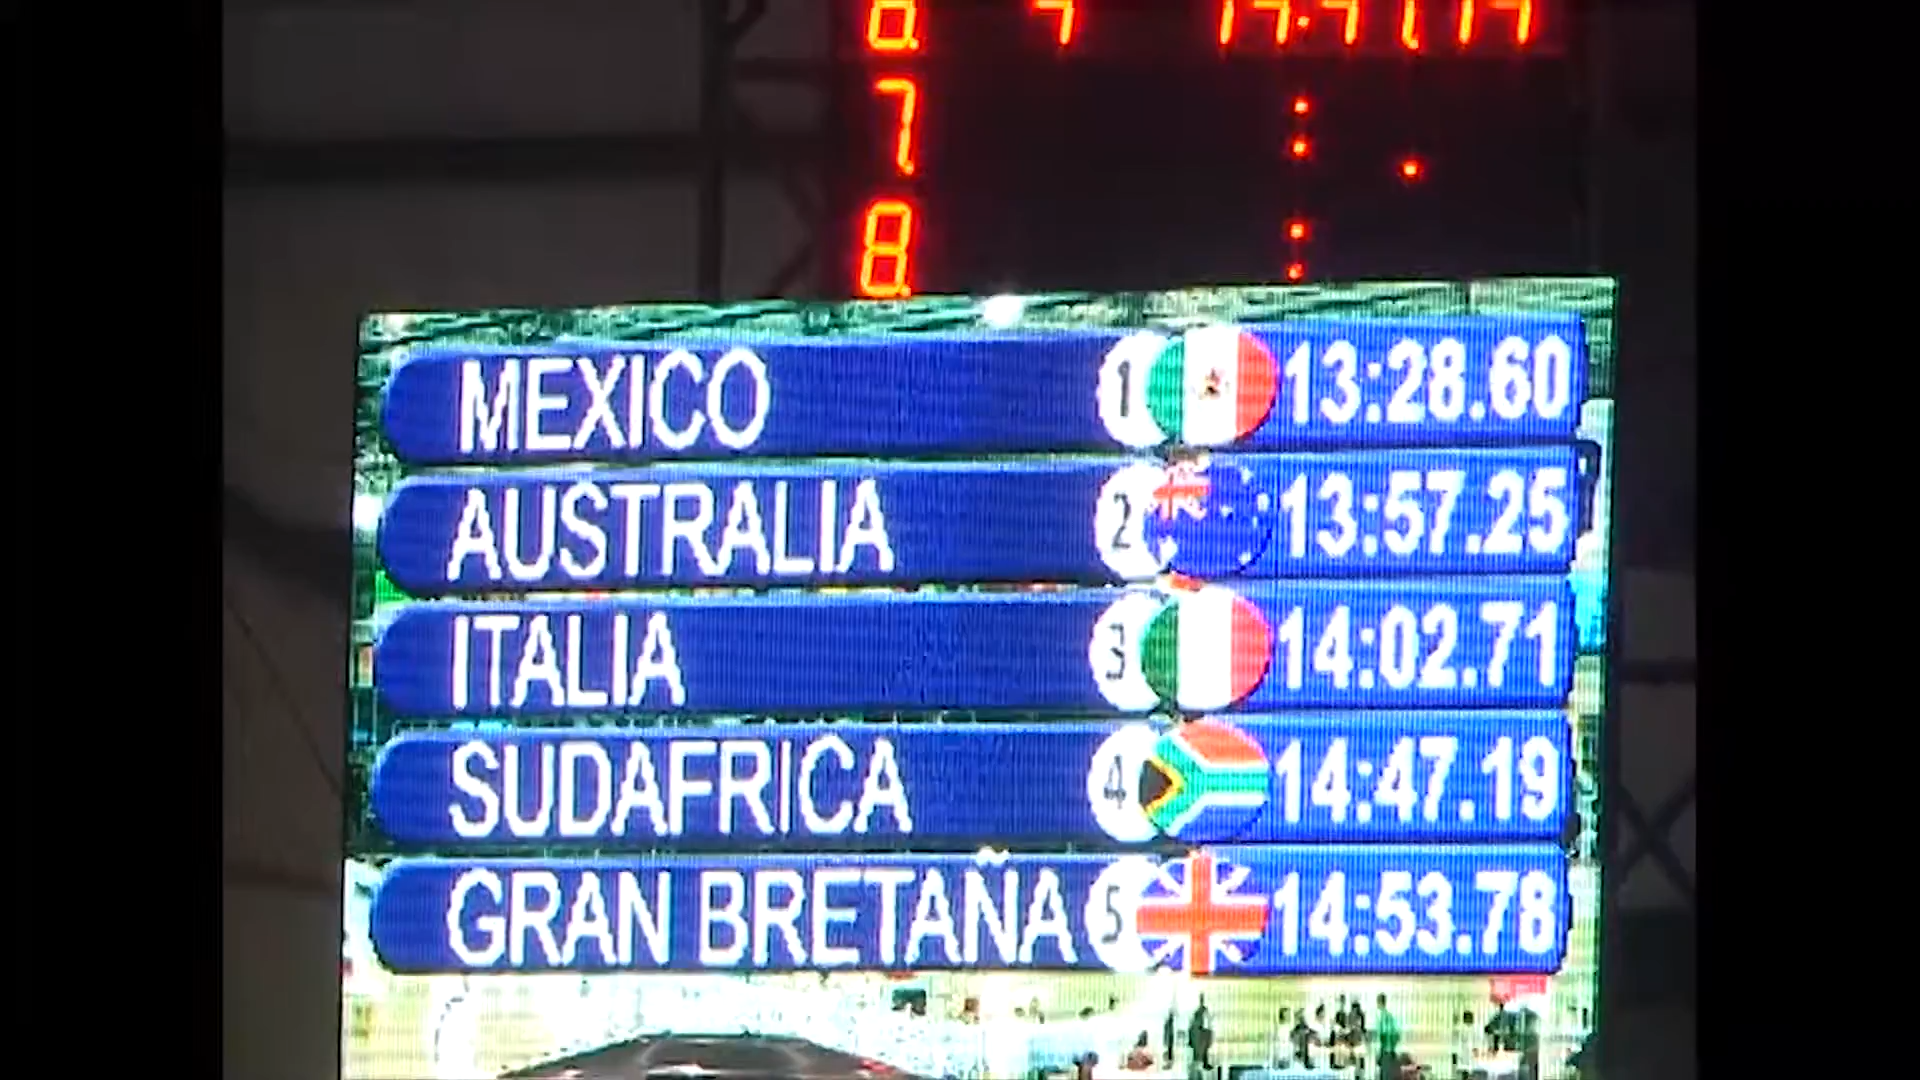 7.
8.
MEXICO 1 13:28.60
AUSTRALIA 2 13:57.25
ITALIA 3 14:02.71
SUDAFRICA 4 14:47.19
GRAN BRETAÑA 5 14:53.78